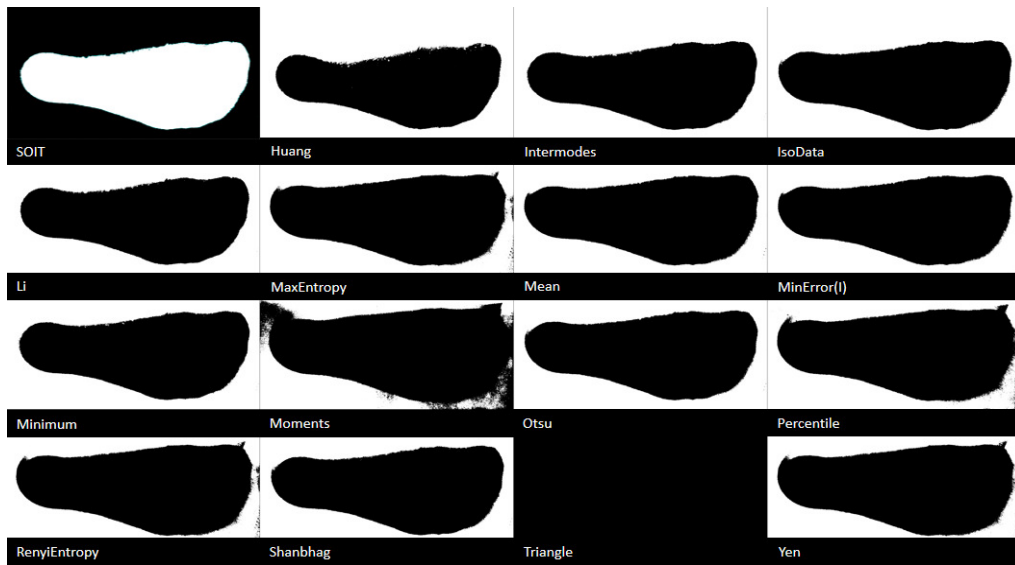 SOIT
Huang
Intermodes
IsoData
Li
MaxEntropy
Mean
MinError(I)
Minimum
Moments
Otsu
Percentile
RenyiEntropy
Shanbhag
Triangle
Yen